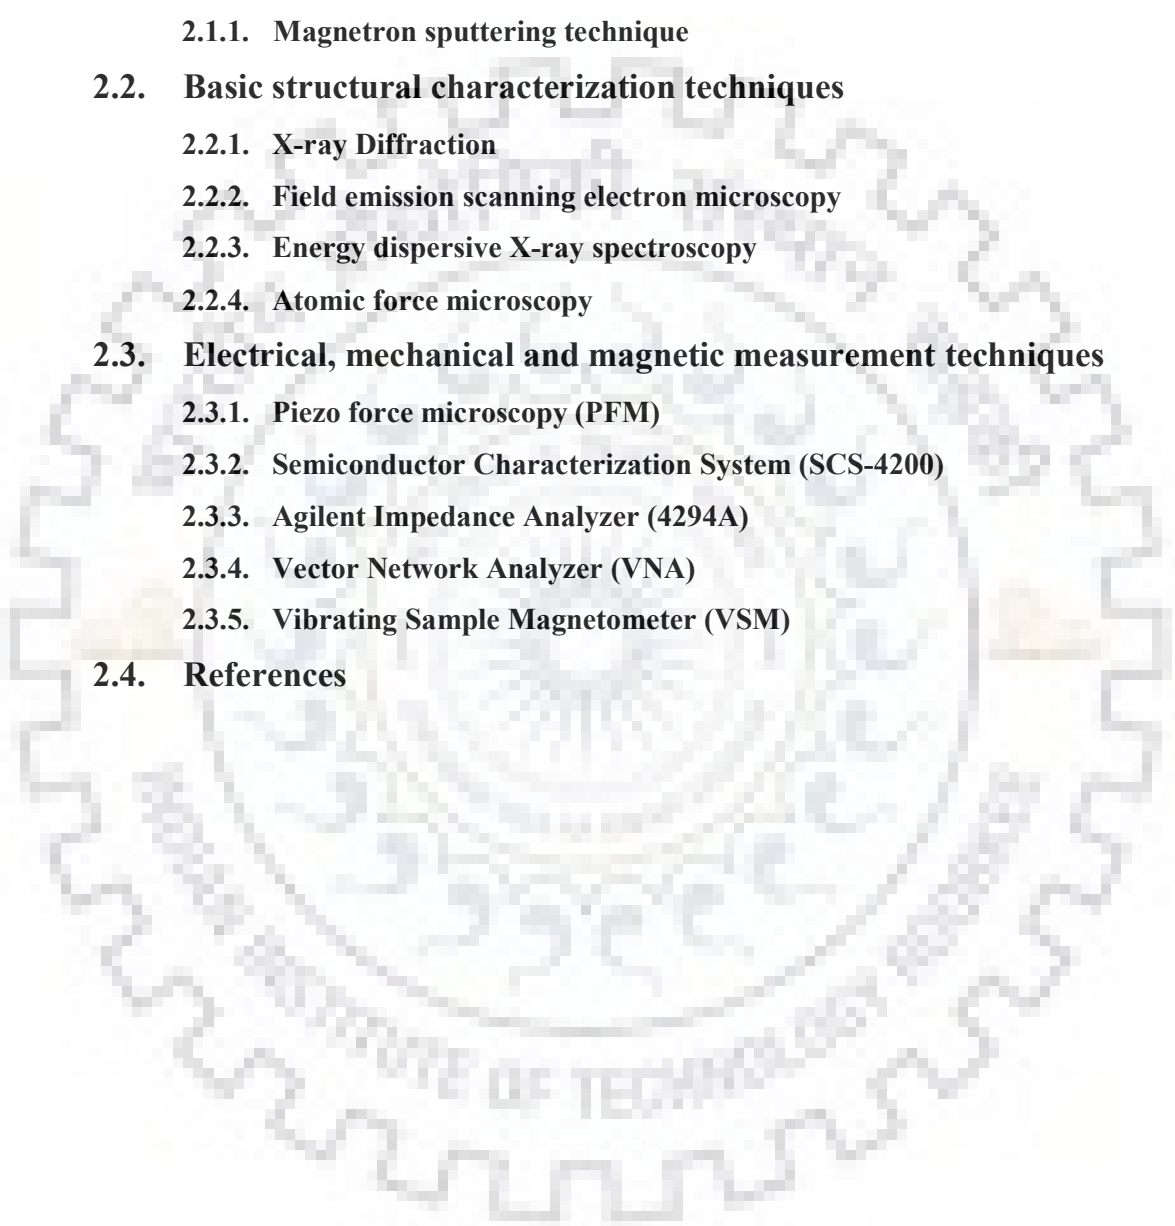 2.1.1. Magnetron sputtering technique
2.2. Basic structural characterization techniques
2.2.1. X-ray Diffraction
2.2.2. Field emission scanning electron microscopy
2.2.3. Energy dispersive X-ray spectroscopy
2.2.4. Atomic force microscopy
2.3. Electrical, mechanical and magnetic measurement techniques
2.3.1. Piezo force microscopy (PFM)
2.3.2. Semiconductor Characterization System (SCS-4200)
2.3.3. Agilent Impedance Analyzer (4294A)
2.3.4. Vector Network Analyzer (VNA)
2.3.5. Vibrating Sample Magnetometer (VSM)
2.4. References
INSTITUTE OF TECHNOLOGY